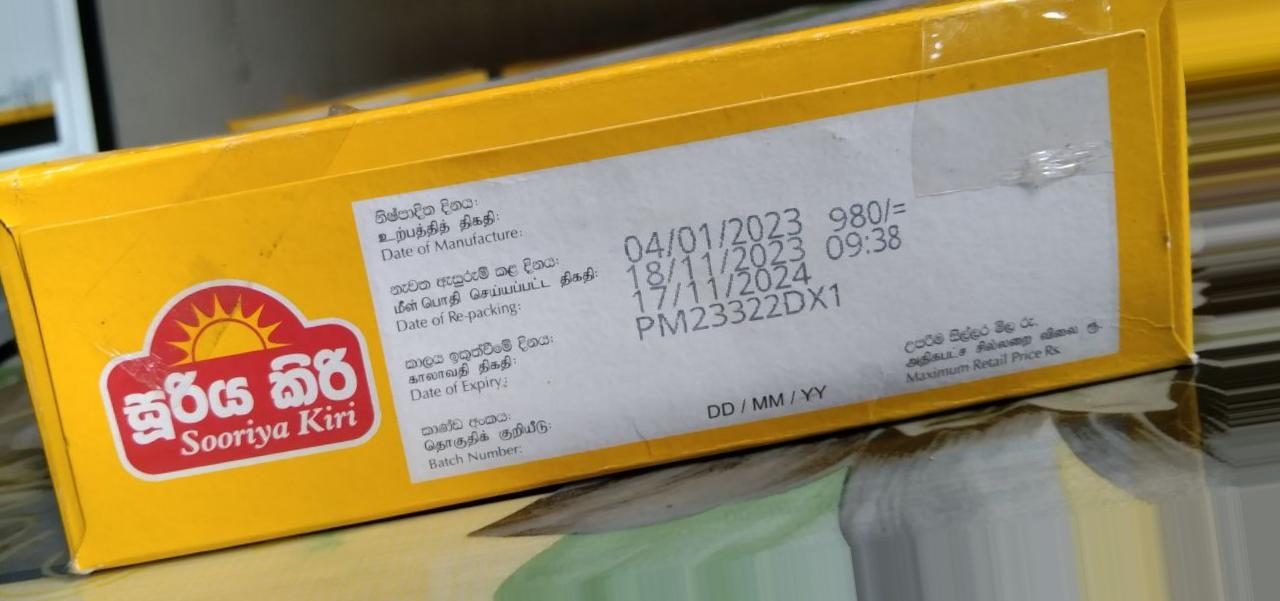 සූරිය කිරි
Sooriya Kiri
නිෂ්පාදිත දිනය:
உற்பத்தித் திகதி:
Date of Manufacture:
නැවත ඇසුරුම් කළ දිනය:
மீள் பொதி செய்யப்பட்ட திகதி:
Date of Re-packing:
කාලය ඉකුත්වීමේ දිනය:
காலாவதி திகதி:
Date of Expiry:
කාණ්ඩ අංකය:
தொகுதிக் குறியீடு:
Batch Number:
04/01/2023 980/=
18/11/2023 09:38
17/11/2024
PM23322DX1
DD / MM / YY
උපරිම සිල්ලර මිල රු.
அதிகபட்ச சில்லறை விலை ரூ.
Maximum Retail Price Rs.